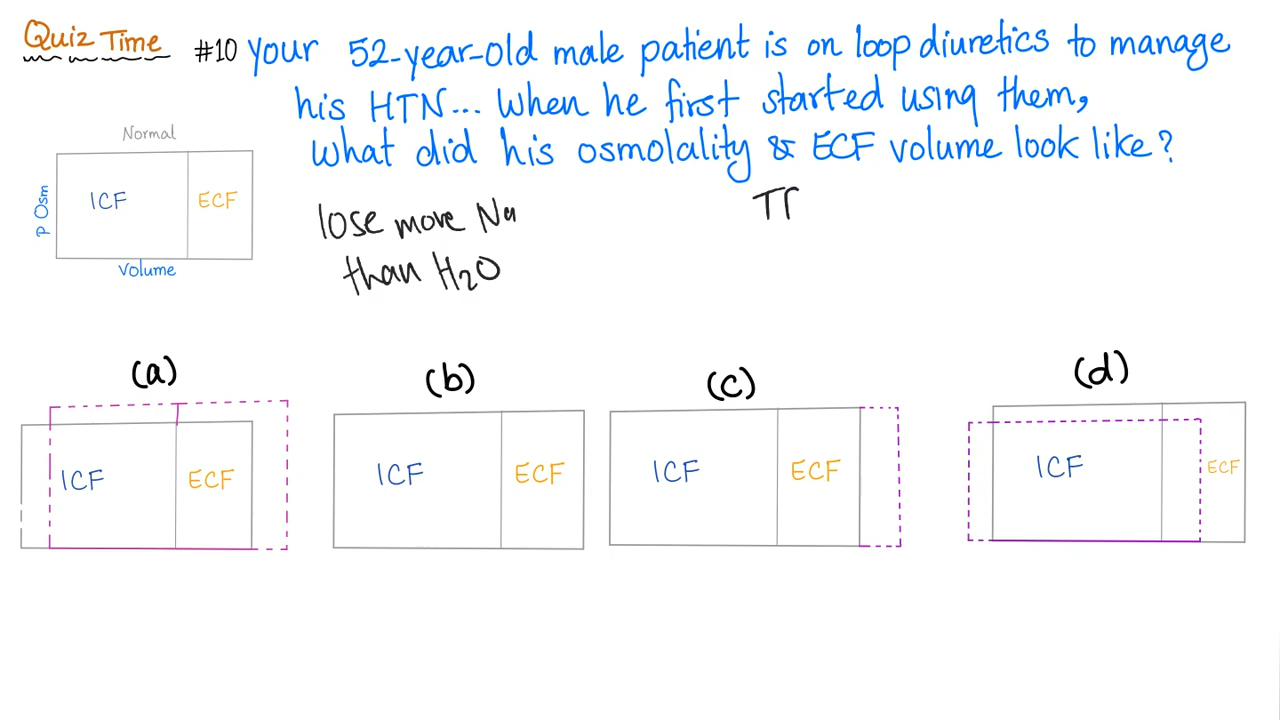 Quiz Time #10 your 52-year-old male patient is on loop diuretics to manage
his HTN... When he first started using them,
what did his osmolality & ECF volume look like?
Normal
ICF ECF
P Osm
Volume
lose more Na
than H2O
(a) (b) (c) (d)
ICF ECF ICF ECF ICF ECF ICF ECF